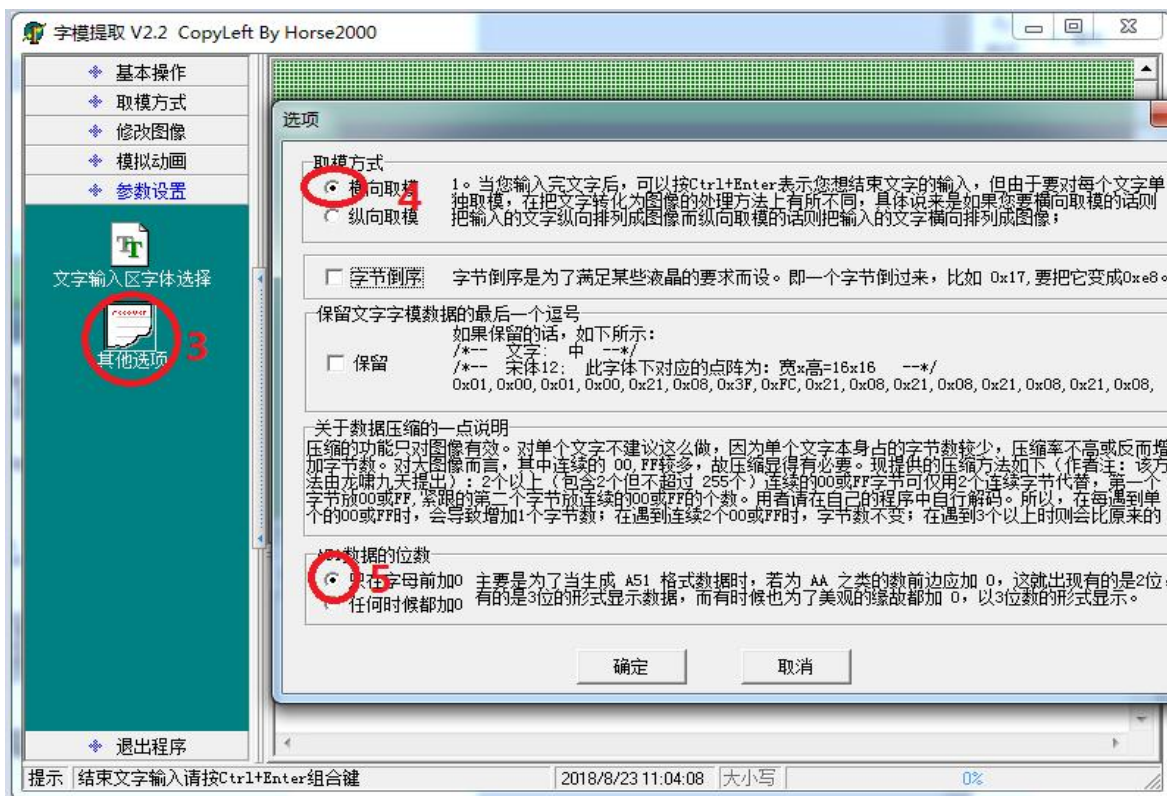 字模提取 V2.2 CopyLeft By Horse2000
基本操作
取模方式
修改图像
模拟动画
参数设置
文字输入区字体选择
其他选项
3
退出程序
选项
取模方式
横向取模
4
纵向取模
1。当您输入完文字后，可以按Ctrl+Enter表示您想结束文字的输入，但由于要对每个文字单
独取模，在把文字转化为图像的处理方法上有所不同，具体说来是如果您要横向取模的话则
把输入的文字纵向排列成图像而纵向取模的话则把输入的文字横向排列成图像；
字节倒序
字节倒序是为了满足某些液晶的要求而设。即一个字节倒过来，比如 0x17,要把它变成0xe8。
保留文字字模数据的最后一个逗号
保留
如果保留的话，如下所示：
/*-- 文字: 中 --*/
/*-- 宋体12; 此字体下对应的点阵为：宽x高=16x16 --*/
0x01,0x00,0x01,0x00,0x21,0x08,0x3F,0xFC,0x21,0x08,0x21,0x08,0x21,0x08,0x21,0x08,
关于数据压缩的一点说明
压缩的功能只对图像有效。对单个文字不建议这么做，因为单个文字本身占的字节数较少，压缩率不高或反而增
加字节数。对大图像而言，其中连续的 00,FF较多，故压缩显得有必要。现提供的压缩方法如下（作者注：该方
法由龙啸九天提出）：2个以上（包含2个但不超过 255个）连续的00或FF字节可仅用2个连续字节代替，第一个
字节放00或FF,紧跟的第二个字节放连续的00或FF的个数。用者请在自己的程序中自行解码。所以，在每遇到单
个的00或FF时，会导致增加1个字节数；在遇到连续2个00或FF时，字节数不变；在遇到3个以上时则会比原来的
A51数据的位数
只在字母前加0
5
任何时候都加0
主要是为了当生成 A51 格式数据时，若为 AA 之类的数前边应加 0，这就出现有的是2位，
有的是3位的形式显示数据，而有时候也为了美观的缘故都加 0，以3位数的形式显示。
确定
取消
提示
结束文字输入请按Ctrl+Enter组合键
2018/8/23 11:04:08
大小写
0%